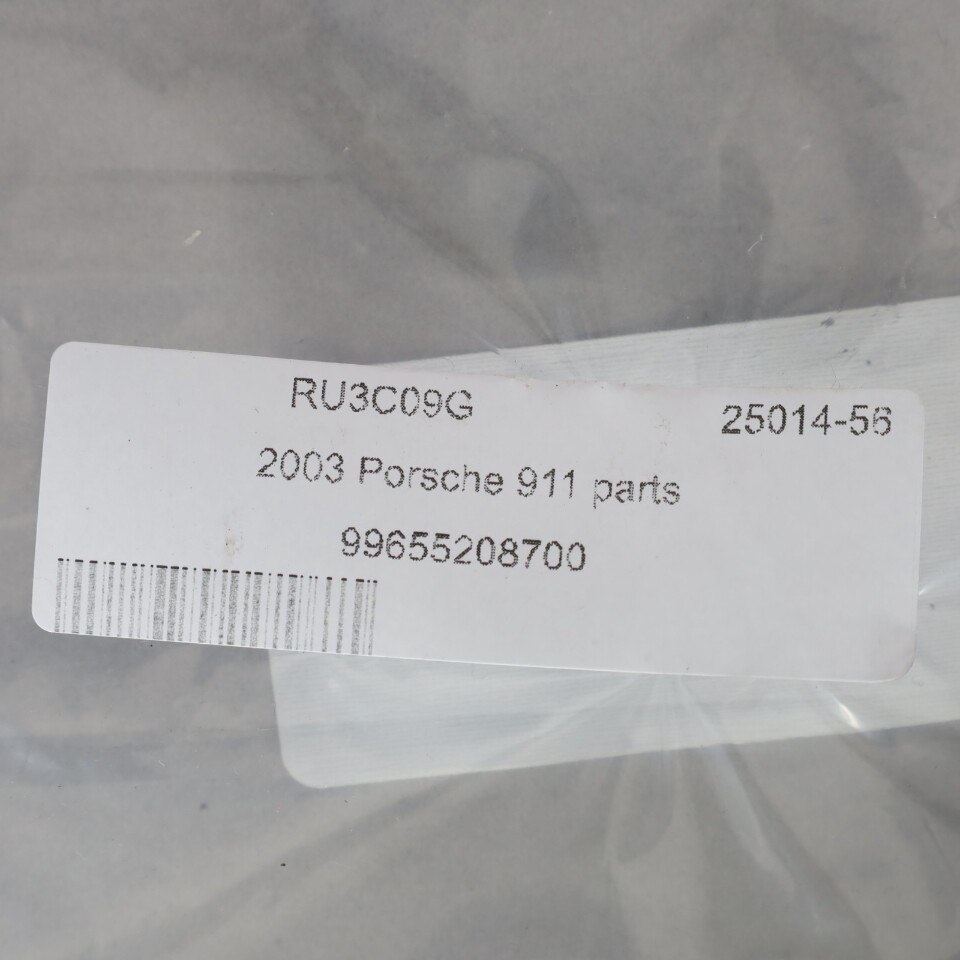 RU3C09G 25014-56
2003 Porsche 911 parts
99655208700